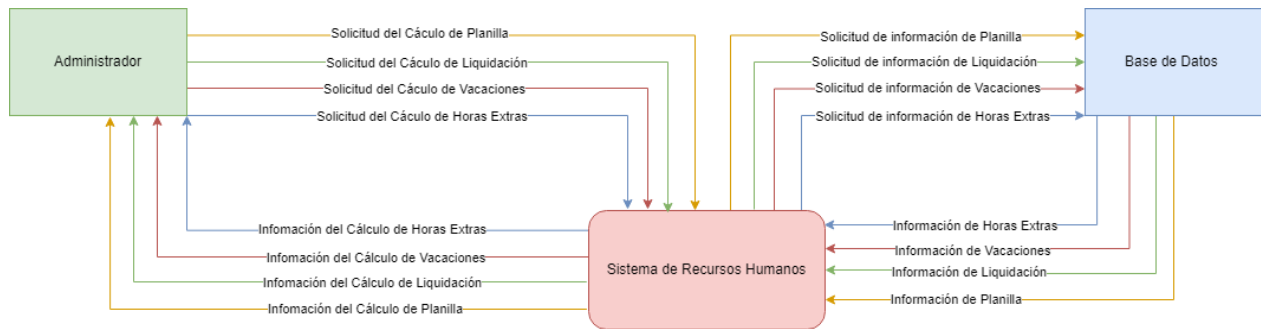 Administrador
Solicitud del Cáculo de Planilla
Solicitud del Cáculo de Liquidación
Solicitud del Cáculo de Vacaciones
Solicitud del Cáculo de Horas Extras
Solicitud de información de Planilla
Solicitud de información de Liquidación
Solicitud de información de Vacaciones
Solicitud de información de Horas Extras
Base de Datos
Infomación del Cálculo de Horas Extras
Infomación del Cálculo de Vacaciones
Infomación del Cálculo de Liquidación
Infomación del Cálculo de Planilla
Sistema de Recursos Humanos
Información de Horas Extras
Información de Vacaciones
Información de Liquidación
Información de Planilla